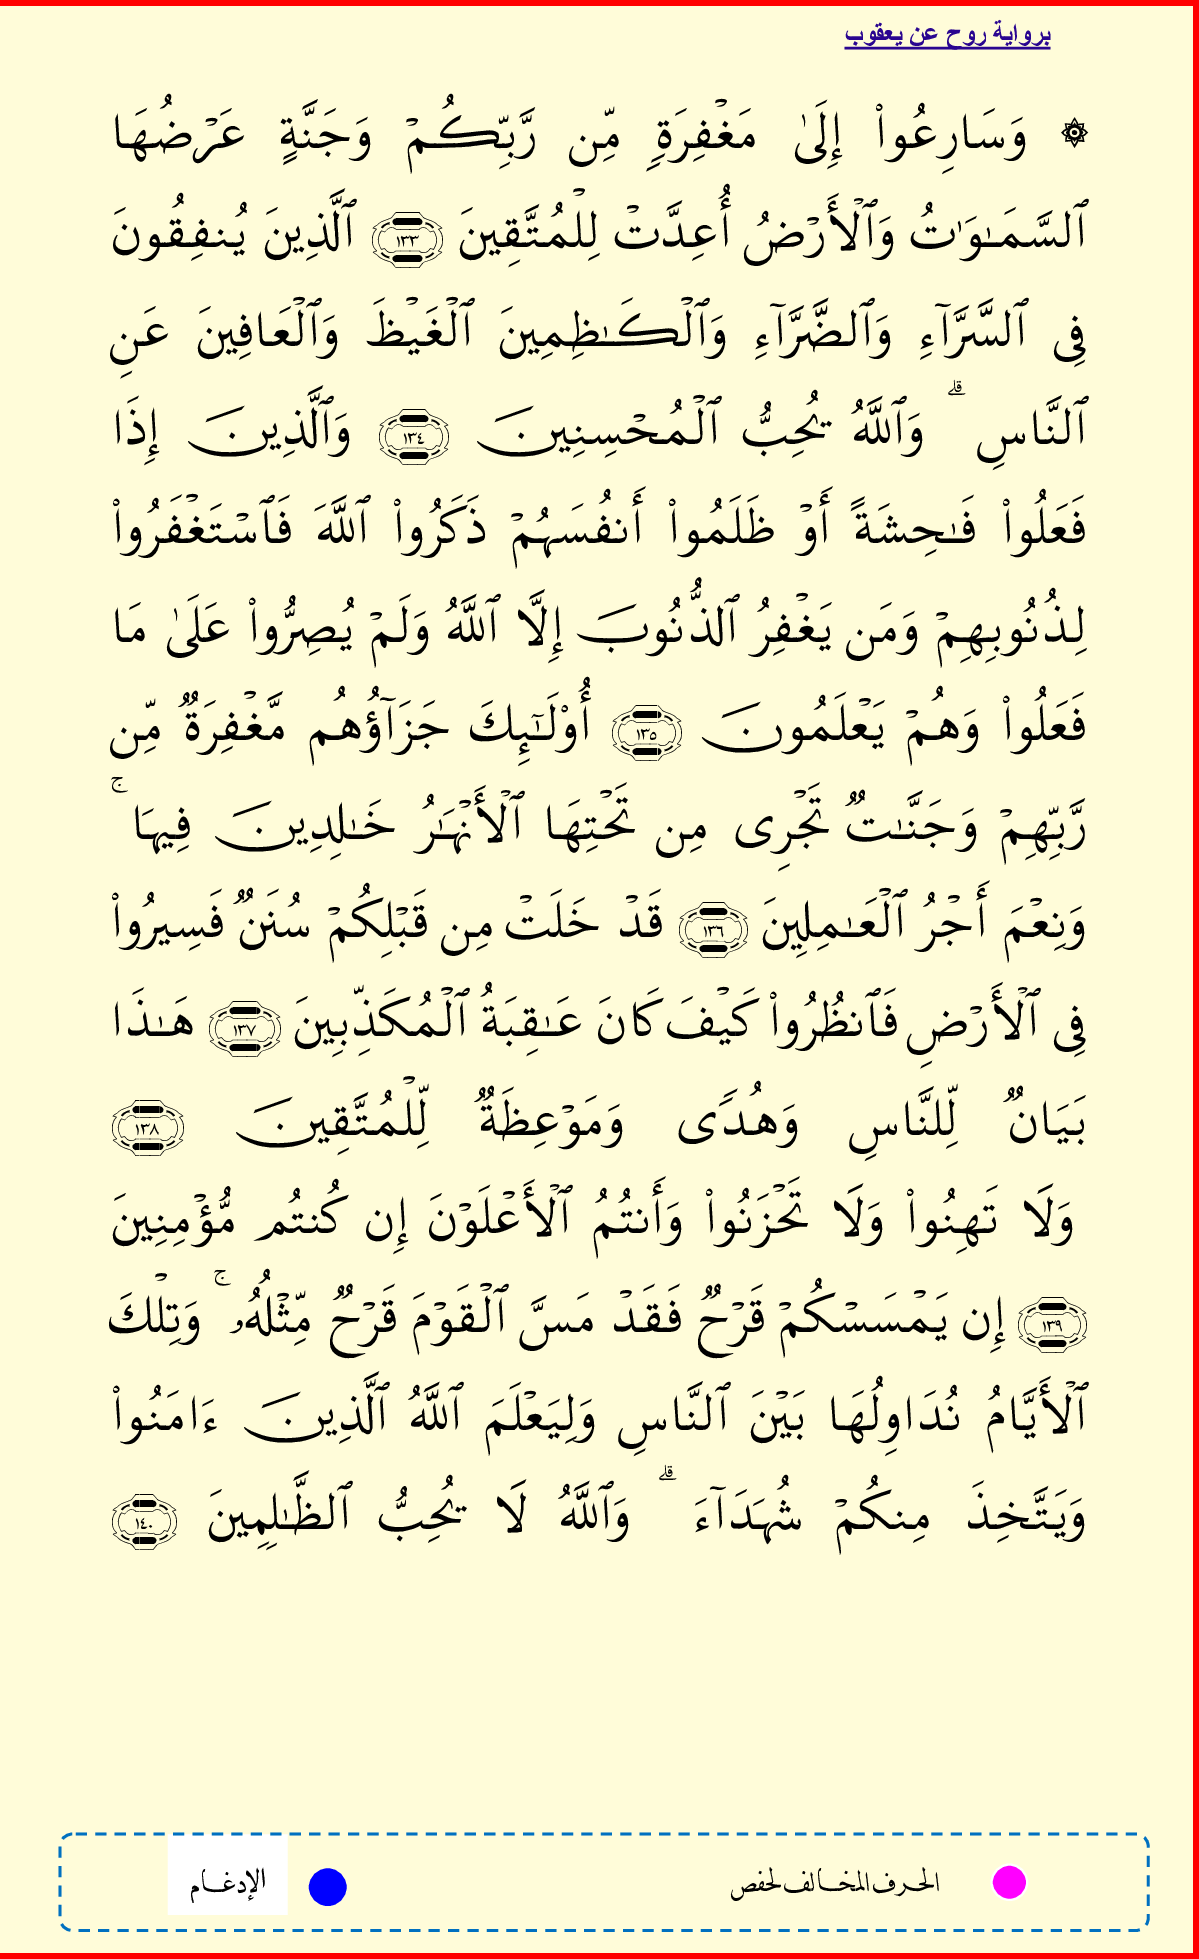 برواية روح عن يعقوب
۞ وَسَارِعُوا۟ إِلَىٰ مَغْفِرَةٍ مِّن رَّبِّكُمْ وَجَنَّةٍ عَرْضُهَا
ٱلسَّمَـٰوَٰتُ وَٱلْأَرْضُ أُعِدَّتْ لِلْمُتَّقِينَ ١٣٣ ٱلَّذِينَ يُنفِقُونَ
فِى ٱلسَّرَّآءِ وَٱلضَّرَّآءِ وَٱلْكَـٰظِمِينَ ٱلْغَيْظَ وَٱلْعَافِينَ عَنِ
ٱلنَّاسِ ۗ وَٱللَّهُ يُحِبُّ ٱلْمُحْسِنِينَ ١٣٤ وَٱلَّذِينَ إِذَا
فَعَلُوا۟ فَـٰحِشَةً أَوْ ظَلَمُوا۟ أَنفُسَهُمْ ذَكَرُوا۟ ٱللَّهَ فَٱسْتَغْفَرُوا۟
لِذُنُوبِهِمْ وَمَن يَغْفِرُ ٱلذُّنُوبَ إِلَّا ٱللَّهُ وَلَمْ يُصِرُّوا۟ عَلَىٰ مَا
فَعَلُوا۟ وَهُمْ يَعْلَمُونَ ١٣٥ أُو۟لَـٰٓئِكَ جَزَآؤُهُم مَّغْفِرَةٌ مِّن
رَّبِّهِمْ وَجَنَّـٰتٌ تَجْرِى مِن تَحْتِهَا ٱلْأَنْهَـٰرُ خَـٰلِدِينَ فِيهَا ۚ
وَنِعْمَ أَجْرُ ٱلْعَـٰمِلِينَ ١٣٦ قَدْ خَلَتْ مِن قَبْلِكُمْ سُنَنٌ فَسِيرُوا۟
فِى ٱلْأَرْضِ فَٱنظُرُوا۟ كَيْفَ كَانَ عَـٰقِبَةُ ٱلْمُكَذِّبِينَ ١٣٧ هَـٰذَا
بَيَانٌ لِّلنَّاسِ وَهُدًى وَمَوْعِظَةٌ لِّلْمُتَّقِينَ ١٣٨
وَلَا تَهِنُوا۟ وَلَا تَحْزَنُوا۟ وَأَنتُمُ ٱلْأَعْلَوْنَ إِن كُنتُم مُّؤْمِنِينَ
١٣٩ إِن يَمْسَسْكُمْ قَرْحٌ فَقَدْ مَسَّ ٱلْقَوْمَ قَرْحٌ مِّثْلُهُۥ ۚ وَتِلْكَ
ٱلْأَيَّامُ نُدَاوِلُهَا بَيْنَ ٱلنَّاسِ وَلِيَعْلَمَ ٱللَّهُ ٱلَّذِينَ ءَامَنُوا۟
وَيَتَّخِذَ مِنكُمْ شُهَدَآءَ ۗ وَٱللَّهُ لَا يُحِبُّ ٱلظَّـٰلِمِينَ ١٤٠
الحرف المخالف لحفص
الإدغام